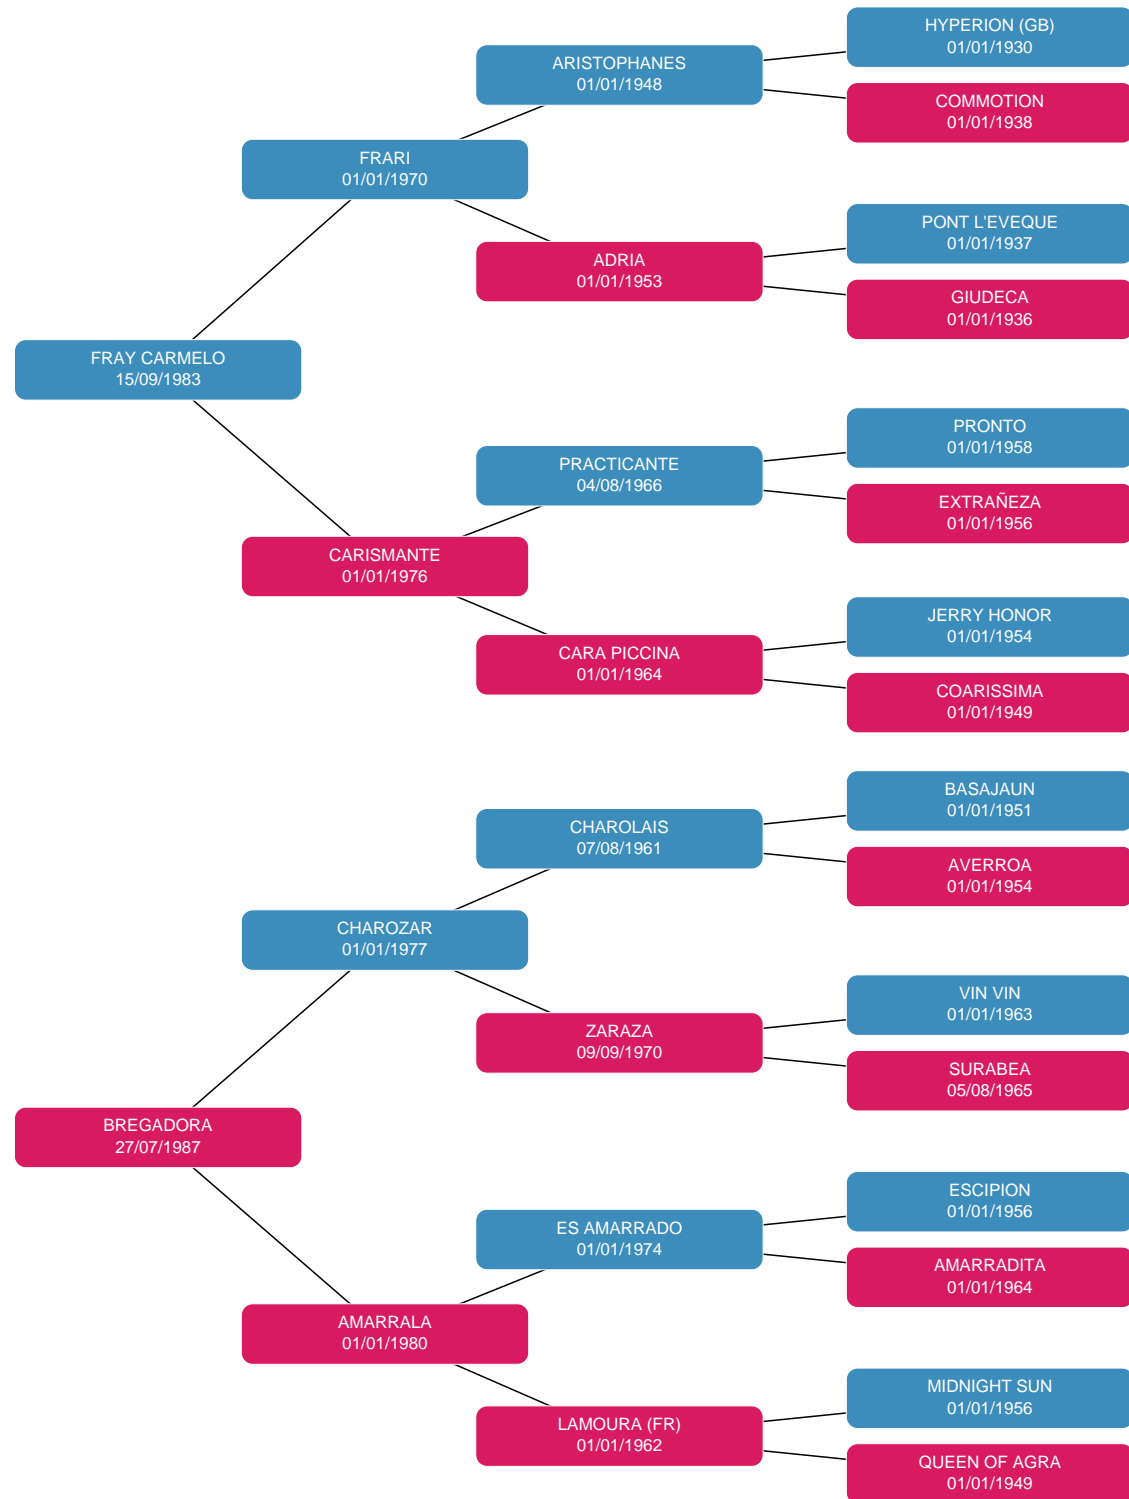 HYPERION (GB)
01/01/1930
ARISTOPHANES
01/01/1948
COMMOTION
01/01/1938
FRARI
01/01/1970
PONT L'EVEQUE
01/01/1937
ADRIA
01/01/1953
GIUDECA
01/01/1936
FRAY CARMELO
15/09/1983
PRONTO
01/01/1958
PRACTICANTE
04/08/1966
EXTRAÑEZA
01/01/1956
CARISMANTE
01/01/1976
JERRY HONOR
01/01/1954
CARA PICCINA
01/01/1964
COARISSIMA
01/01/1949
BASAJAUN
01/01/1951
CHAROLAIS
07/08/1961
AVERROA
01/01/1954
CHAROZAR
01/01/1977
VIN VIN
01/01/1963
ZARAZA
09/09/1970
SURABEA
05/08/1965
BREGADORA
27/07/1987
ESCIPION
01/01/1956
ES AMARRADO
01/01/1974
AMARRADITA
01/01/1964
AMARRALA
01/01/1980
MIDNIGHT SUN
01/01/1956
LAMOURA (FR)
01/01/1962
QUEEN OF AGRA
01/01/1949